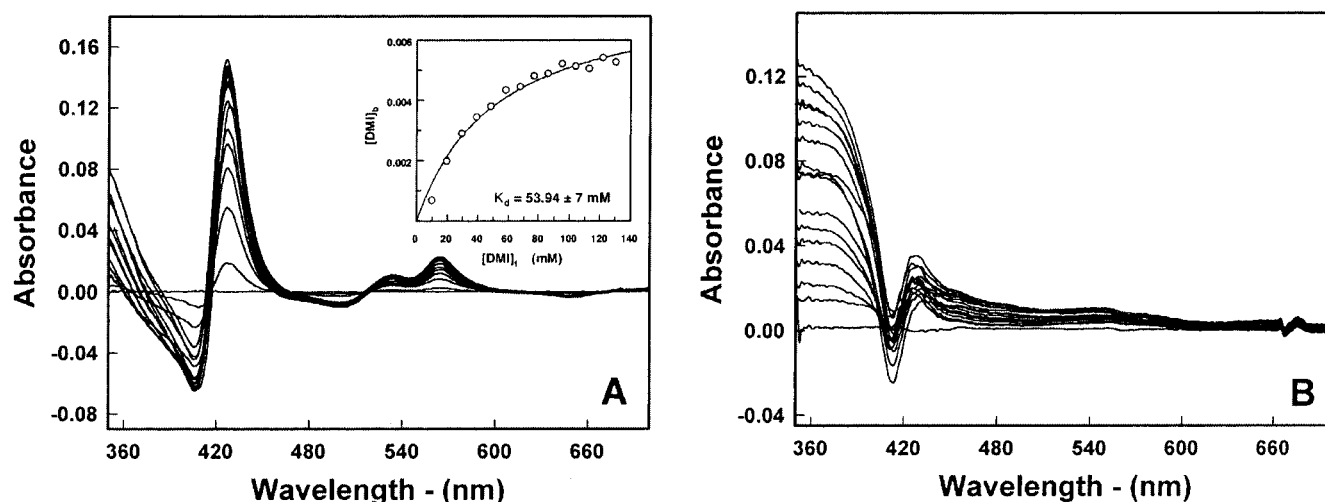 0.16
0.12
0.08
0.04
0.00
-0.04
-0.08
Absorbance
360 420 480 540 600 660
Wavelength - (nm)
A
0.006
0.004
0.002
[DMI]b
0 20 40 60 80 100 120 140
[DMI]t (mM)
Kd = 53.94 ± 7 mM
0.12
0.08
0.04
0.00
-0.04
Absorbance
360 420 480 540 600 660
Wavelength - (nm)
B